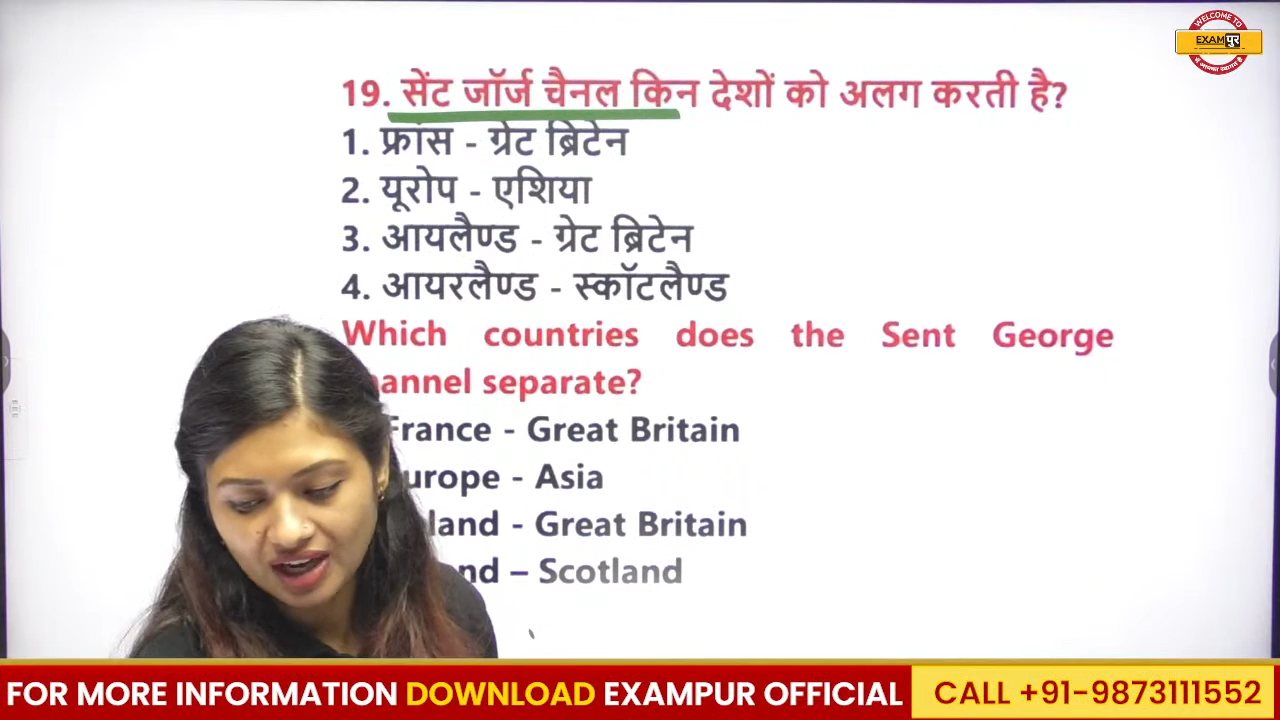 WELCOME TO
EXAMपुर
में आपका स्वागत है
19. सेंट जॉर्ज चैनल किन देशों को अलग करती है?
1. फ्रांस - ग्रेट ब्रिटेन
2. यूरोप - एशिया
3. आयलैण्ड - ग्रेट ब्रिटेन
4. आयरलैण्ड - स्कॉटलैण्ड
Which countries does the Sent George
annel separate?
France - Great Britain
urope - Asia
land - Great Britain
nd – Scotland
FOR MORE INFORMATION DOWNLOAD EXAMPUR OFFICIAL
CALL +91-9873111552